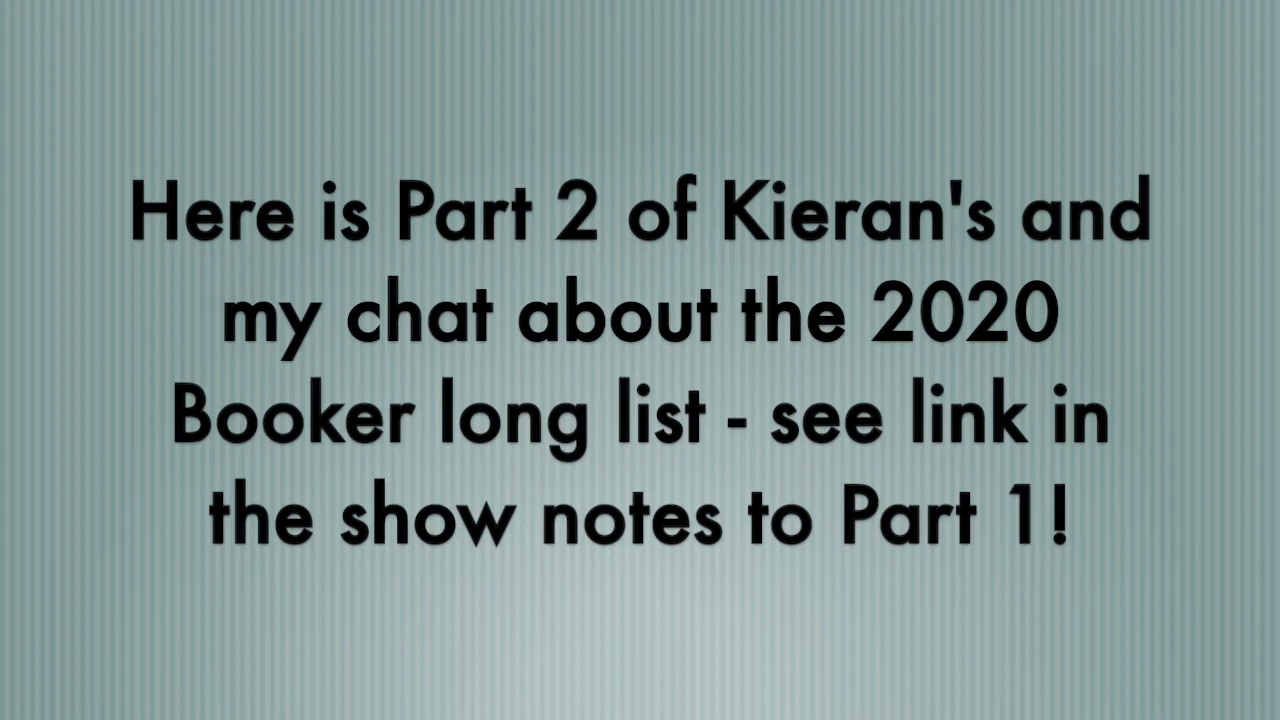 Here is Part 2 of Kieran's and
my chat about the 2020
Booker long list - see link in
the show notes to Part 1!